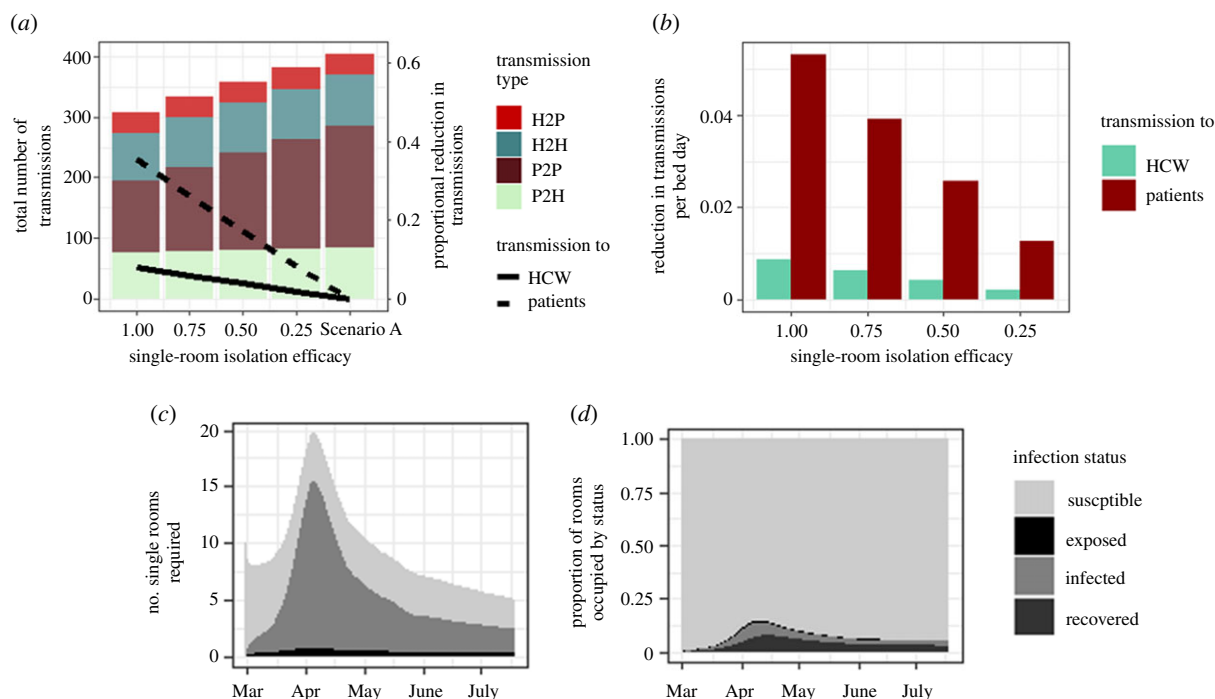 (a)
total number of
transmissions
400
300
200
100
0
0.6
0.4
0.2
0
proportional reduction in
transmissions
1.00 0.75 0.50 0.25 Scenario A
single-room isolation efficacy
transmission
type
H2P
H2H
P2P
P2H
transmission to
HCW
patients
(b)
reduction in transmissions
per bed day
0.04
0.02
0
1.00 0.75 0.50 0.25
single-room isolation efficacy
transmission to
HCW
patients
(c)
no. single rooms
required
20
15
10
5
0
Mar Apr May June July
(d)
proportion of rooms
occupied by status
1.00
0.75
0.50
0.25
0
Mar Apr May June July
infection status
suscptible
exposed
infected
recovered